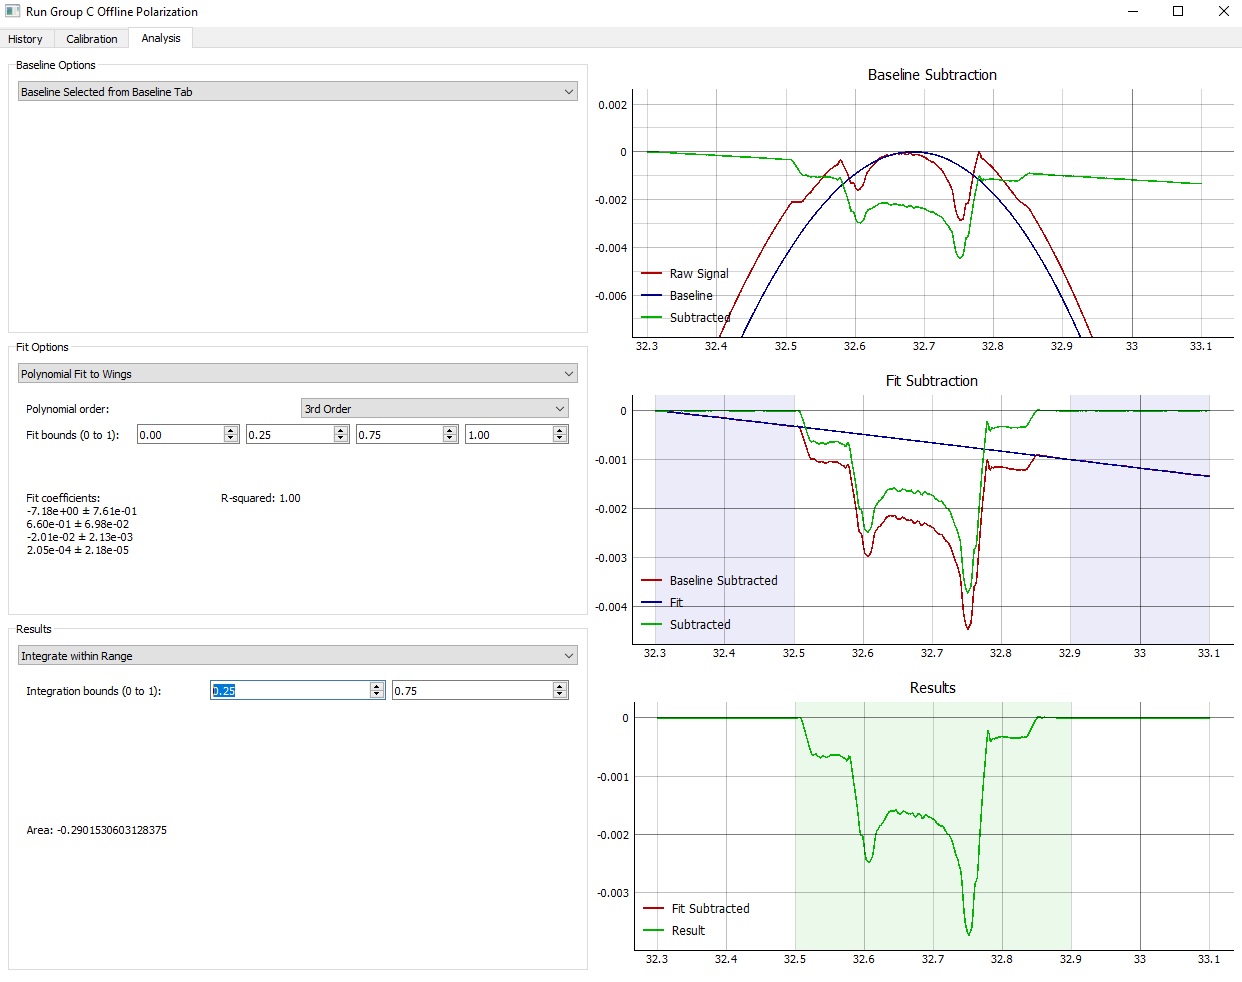 Run Group C Offline Polarization
History Calibration Analysis
Baseline Options
Baseline Selected from Baseline Tab
Fit Options
Polynomial Fit to Wings
Polynomial order: 3rd Order
Fit bounds (0 to 1): 0.00 0.25 0.75 1.00
Fit coefficients: R-squared: 1.00
-7.18e+00 ± 7.61e-01
6.60e-01 ± 6.98e-02
-2.01e-02 ± 2.13e-03
2.05e-04 ± 2.18e-05
Results
Integrate within Range
Integration bounds (0 to 1): 0.25 0.75
Area: -0.2901530603128375
Baseline Subtraction
0.002
0
-0.002
-0.004
-0.006
Raw Signal
Baseline
Subtracted
32.3 32.4 32.5 32.6 32.7 32.8 32.9 33 33.1
Fit Subtraction
0
-0.001
-0.002
-0.003
-0.004
Baseline Subtracted
Fit
Subtracted
32.3 32.4 32.5 32.6 32.7 32.8 32.9 33 33.1
Results
0
-0.001
-0.002
-0.003
Fit Subtracted
Result
32.3 32.4 32.5 32.6 32.7 32.8 32.9 33 33.1